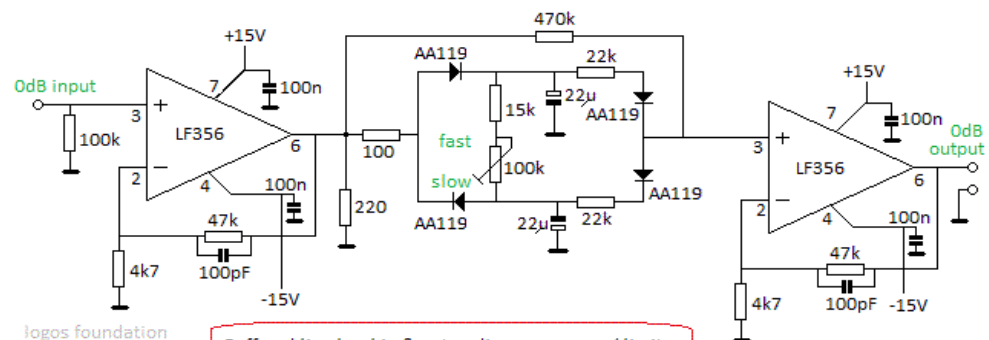 470k
+15V
AA119
22k
+15V
0dB input
7
100n
22µ
AA119
100n
3
+
15k
7
0dB
output
100k
LF356
6
100
fast
3
+
LF356
6
2
−
4
100n
slow
100k
AA119
2
−
4
100n
47k
220
AA119
22µ
22k
47k
4k7
100pF
-15V
4k7
100pF
-15V
logos foundation